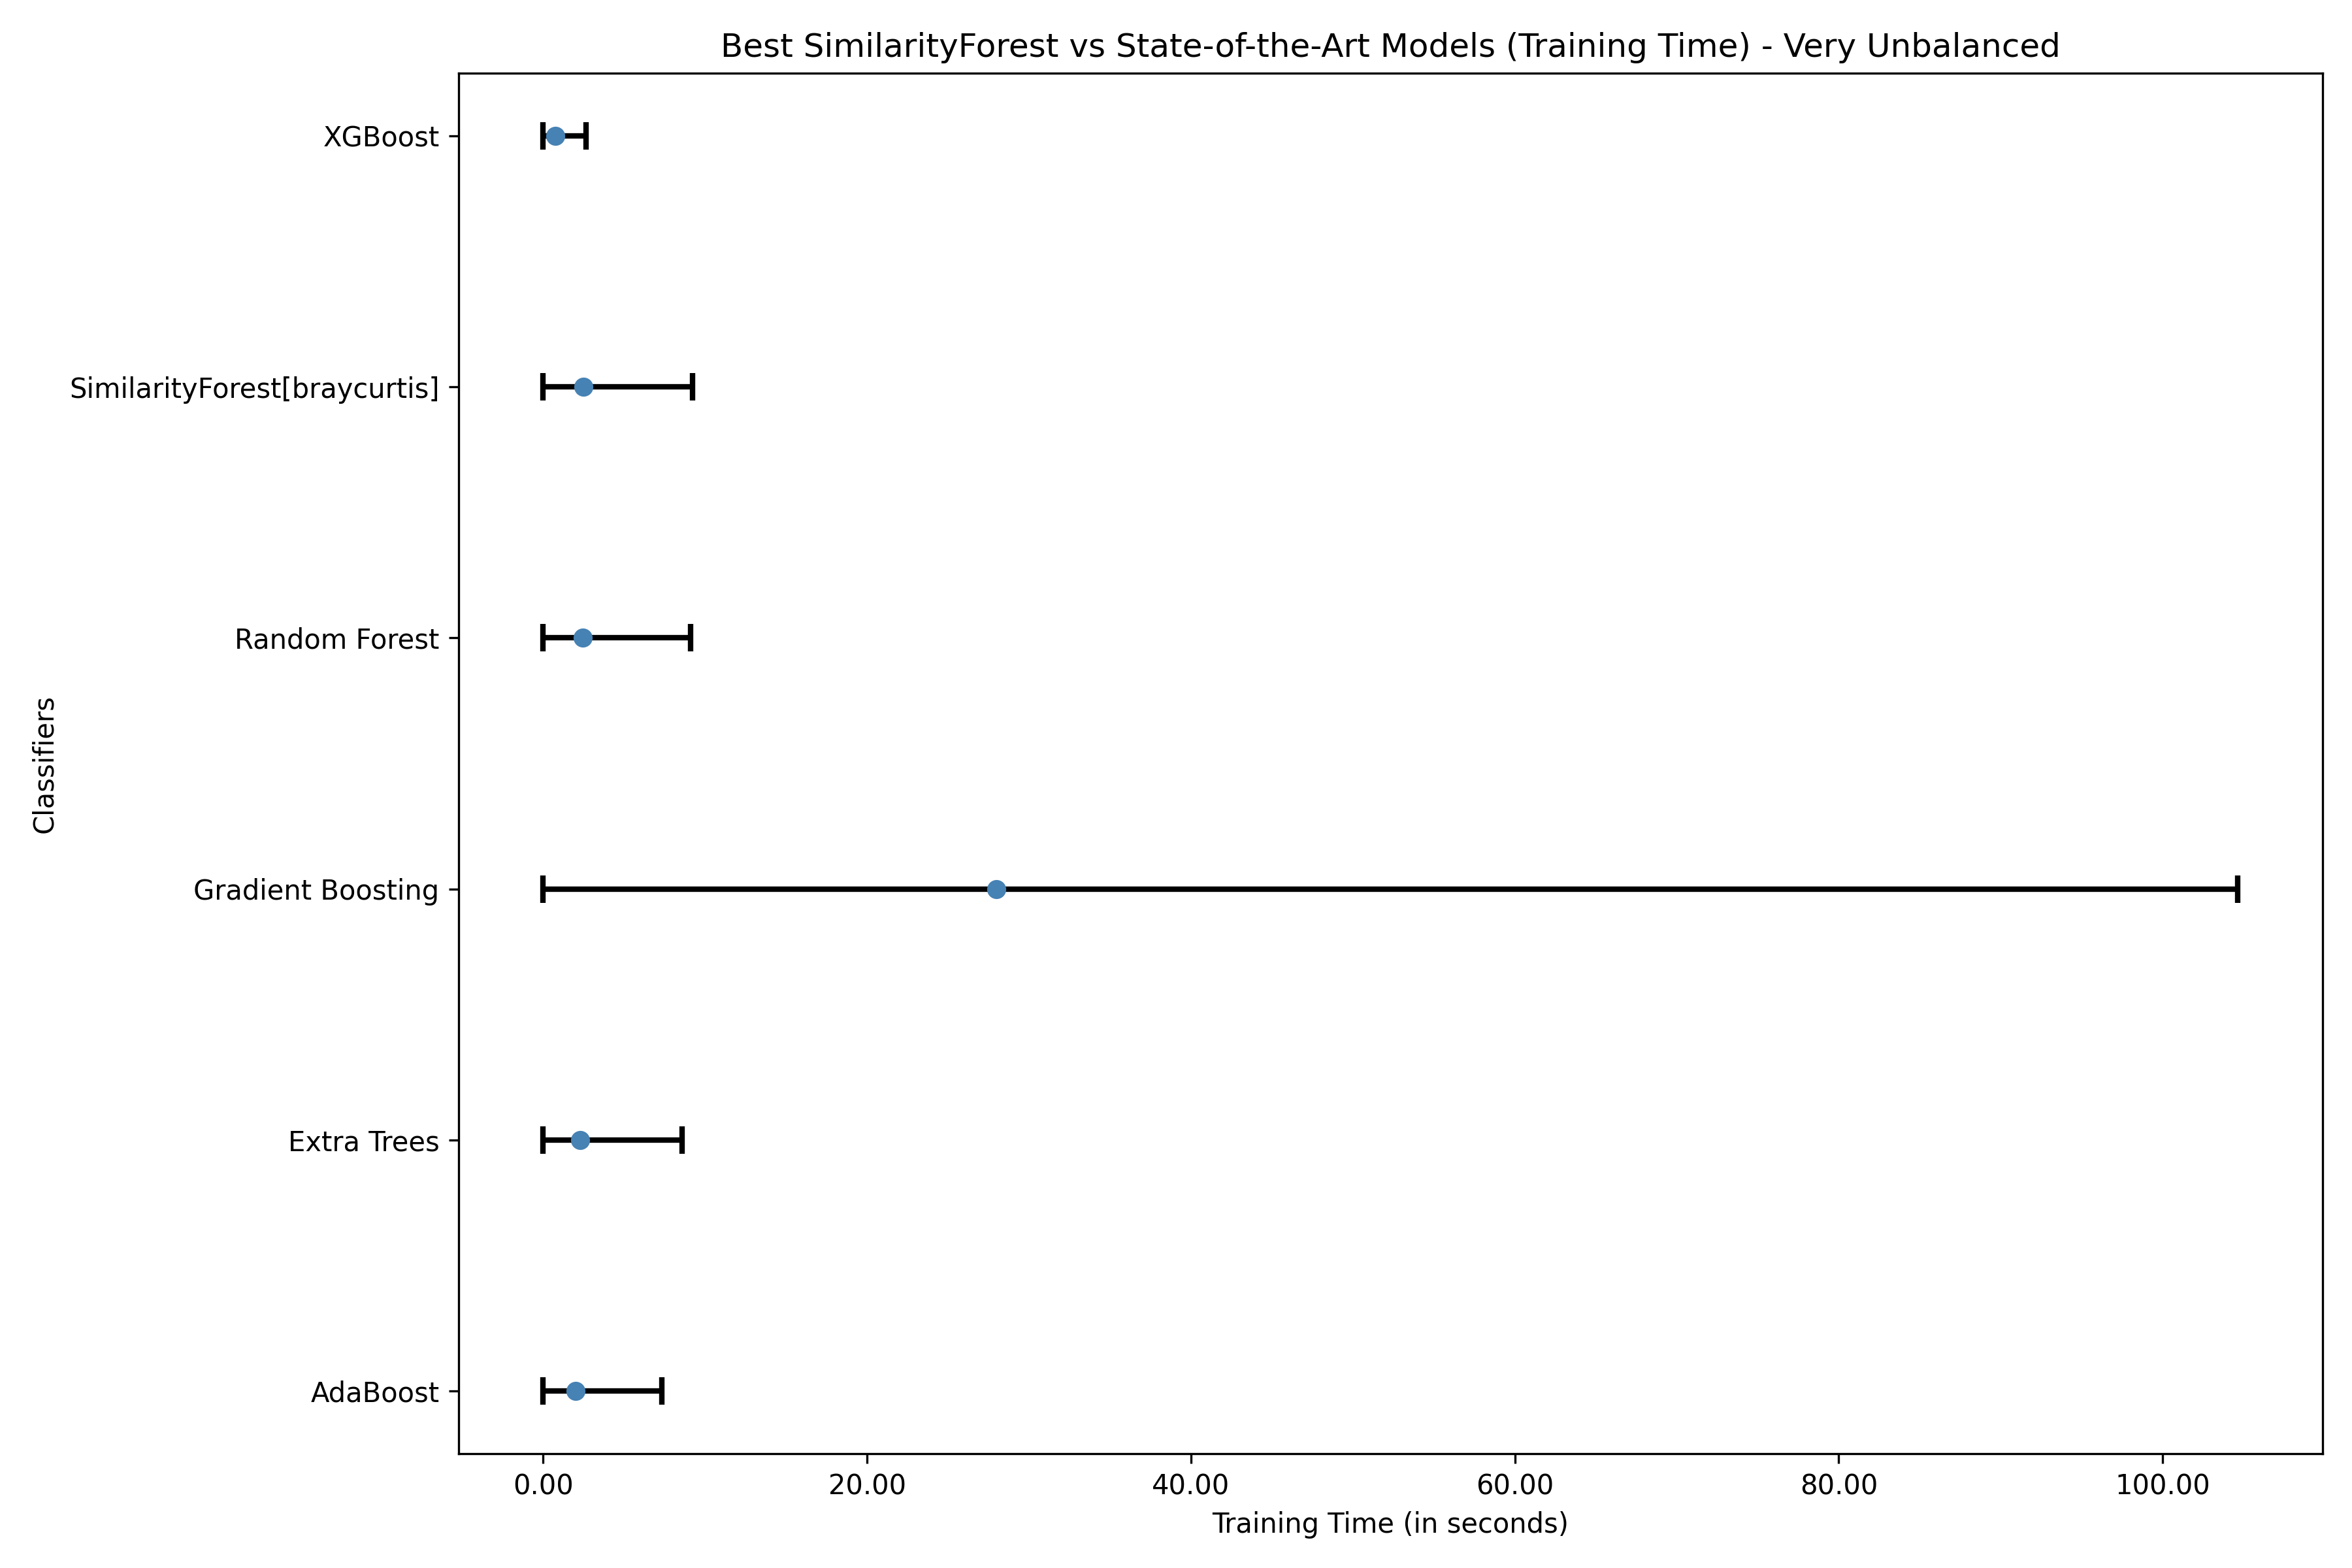 Best SimilarityForest vs State-of-the-Art Models (Training Time) - Very Unbalanced
XGBoost
SimilarityForest[braycurtis]
Random Forest
Gradient Boosting
Extra Trees
AdaBoost
Classifiers
0.00 20.00 40.00 60.00 80.00 100.00
Training Time (in seconds)